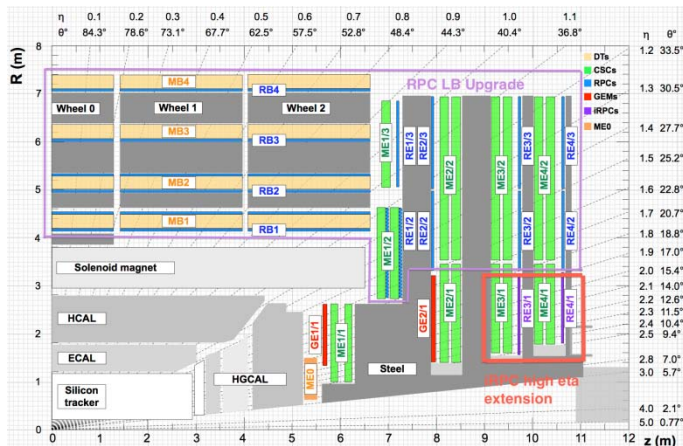 η 0.1 0.2 0.3 0.4 0.5 0.6 0.7 0.8 0.9 1.0 1.1 η θ°
θ° 84.3° 78.6° 73.1° 67.7° 62.5° 57.5° 52.8° 48.4° 44.3° 40.4° 36.8° 1.2 33.5°
R (m)
8
7
6
5
4
3
2
1
0
MB4
RB4
Wheel 0
Wheel 1
Wheel 2
MB3
RB3
MB2
RB2
MB1
RB1
RPC LB Upgrade
DTs
CSCs
RPCs
GEMs
iRPCs
ME0
ME1/3
RE1/3
RE2/3
ME2/2
RE3/3
ME3/2
ME4/2
RE4/3
ME1/2
RE1/2
RE2/2
RE3/2
RE4/2
Solenoid magnet
HCAL
ECAL
Silicon
tracker
HGCAL
ME0
GE1/1
ME1/1
Steel
GE2/1
ME2/1
ME3/1
RE3/1
ME4/1
RE4/1
iRPC high eta
extension
1.3 30.5°
1.4 27.7°
1.5 25.2°
1.6 22.8°
1.7 20.7°
1.8 18.8°
1.9 17.0°
2.0 15.4°
2.1 14.0°
2.2 12.6°
2.3 11.5°
2.4 10.4°
2.5 9.4°
2.8 7.0°
3.0 5.7°
4.0 2.1°
5.0 0.77°
0 1 2 3 4 5 6 7 8 9 10 11 12 z (m)